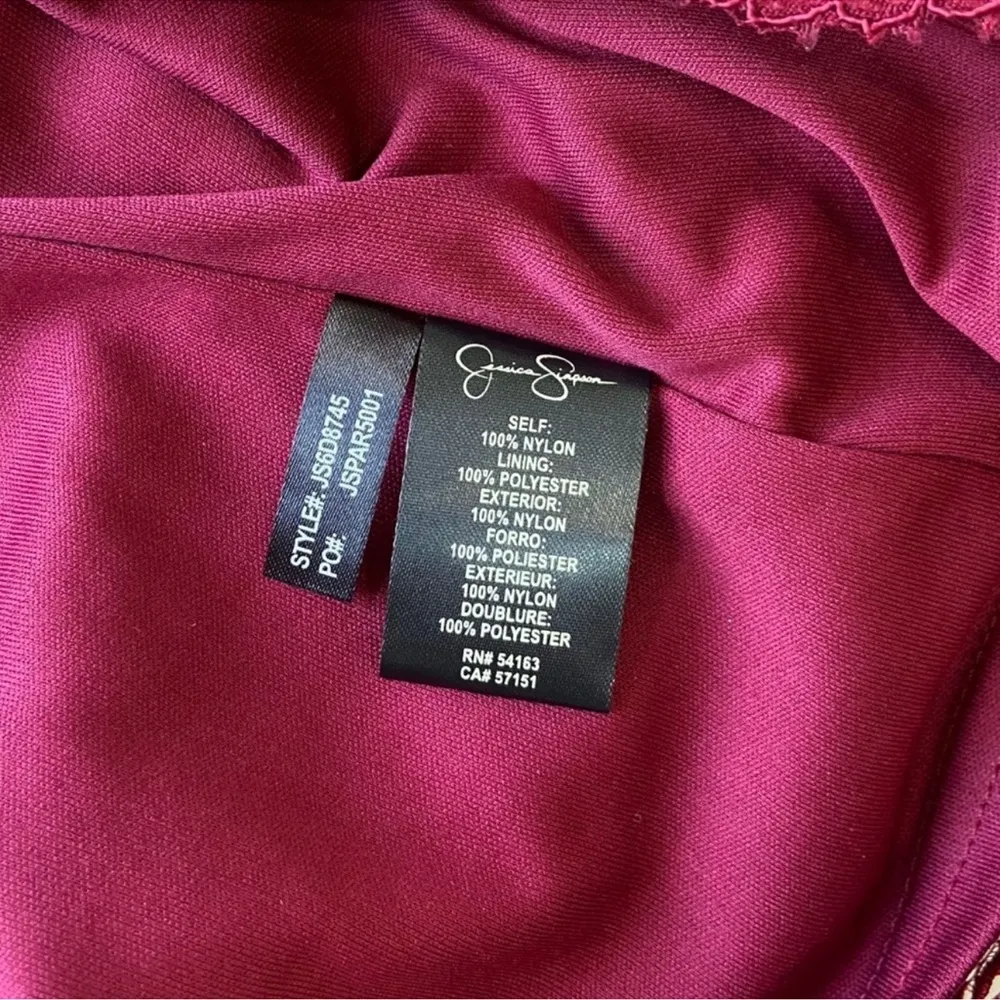 STYLE#: JS6D8745
PO#: JSPAR5001
Jessica Simpson
SELF:
100% NYLON
LINING:
100% POLYESTER
EXTERIOR:
100% NYLON
FORRO:
100% POLIESTER
EXTERIEUR:
100% NYLON
DOUBLURE:
100% POLYESTER
RN# 54163
CA# 57151